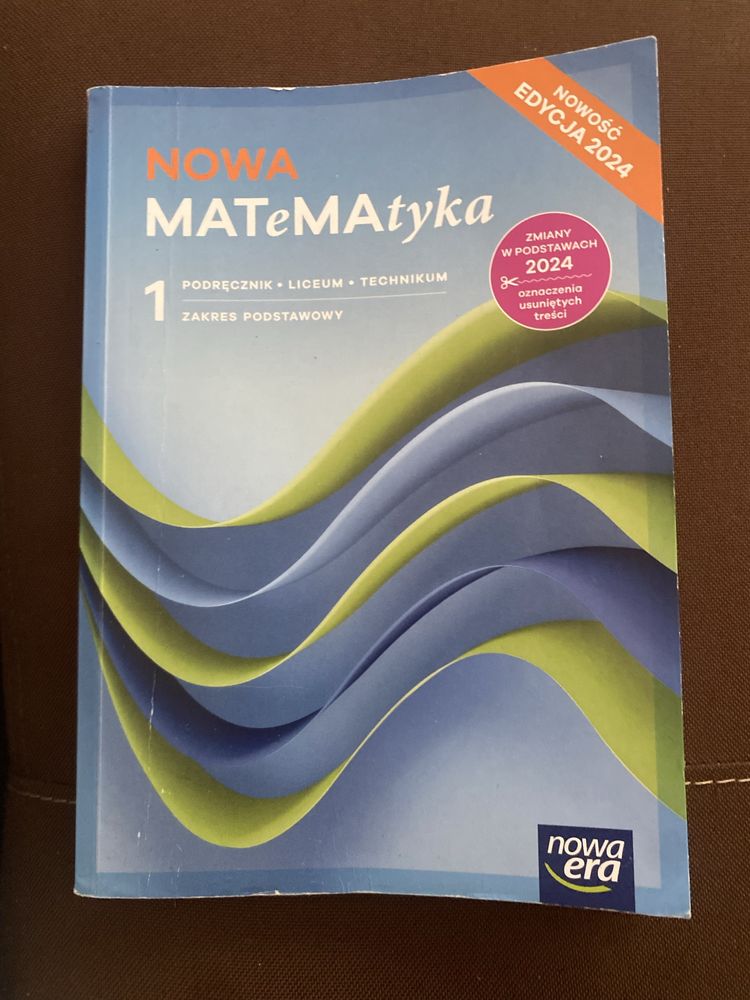 NOWOŚĆ
EDYCJA 2024
NOWA
MATeMAtyka
ZMIANY
W PODSTAWACH
2024
oznaczenia
usuniętych
treści
1
PODRĘCZNIK • LICEUM • TECHNIKUM
ZAKRES PODSTAWOWY
nowa
era